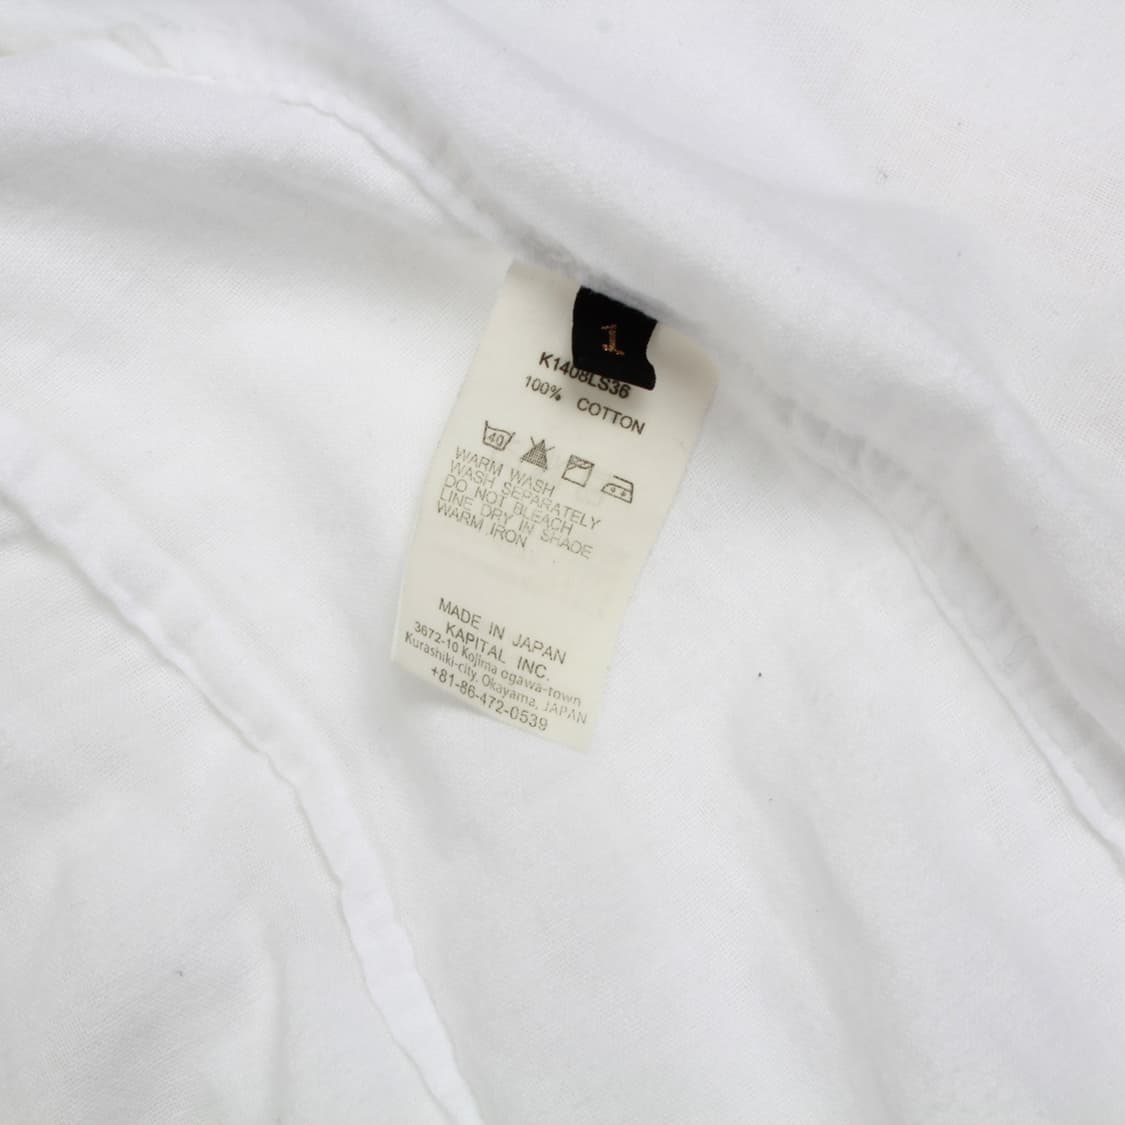 1
K1408LS36
100% COTTON
40
WARM WASH
WASH SEPARATELY
DO NOT BLEACH
LINE DRY IN SHADE
WARM IRON
MADE IN JAPAN
KAPITAL INC.
3672-10 Kojima ogawa-town
Kurashiki-city, Okayama, JAPAN
+81-86-472-0539